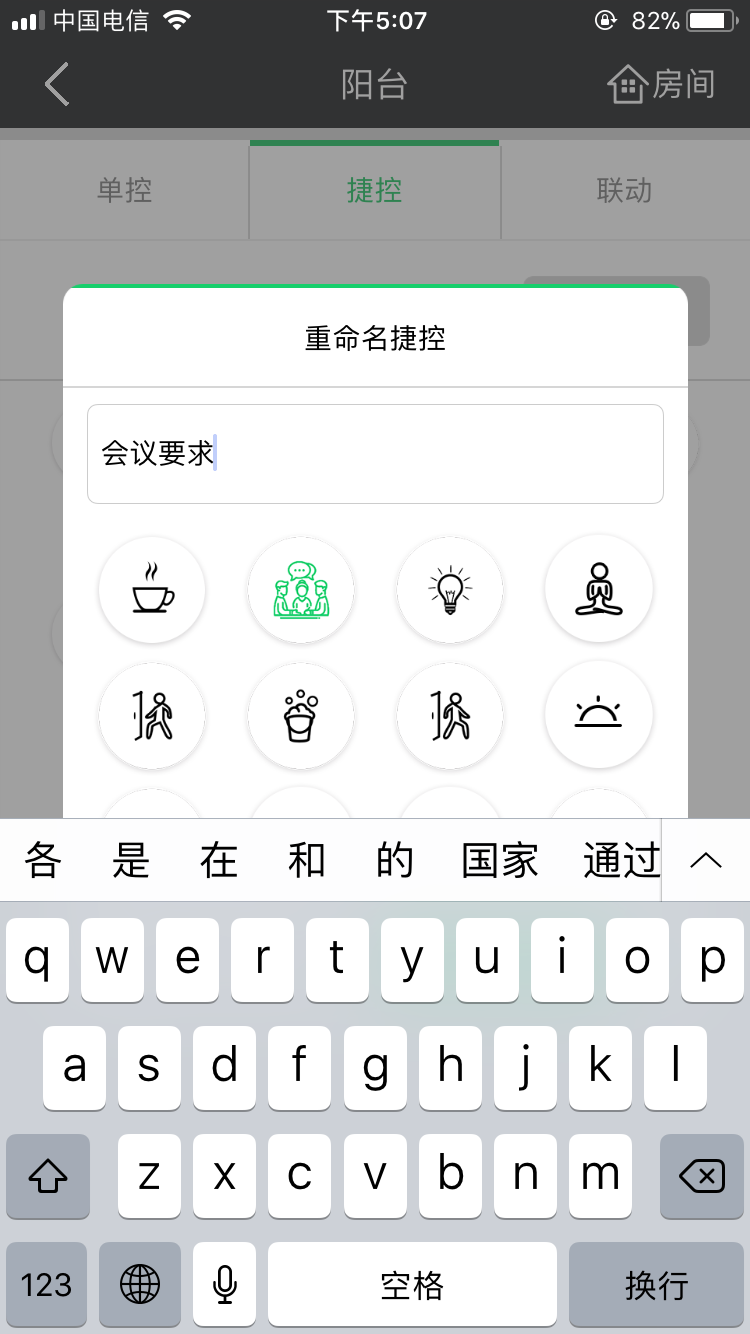 中国电信 下午5:07 82%
阳台 房间
单控 捷控 联动
重命名捷控
会议要求
各 是 在 和 的 国家 通过
q w e r t y u i o p
a s d f g h j k l
z x c v b n m
123 空格 换行